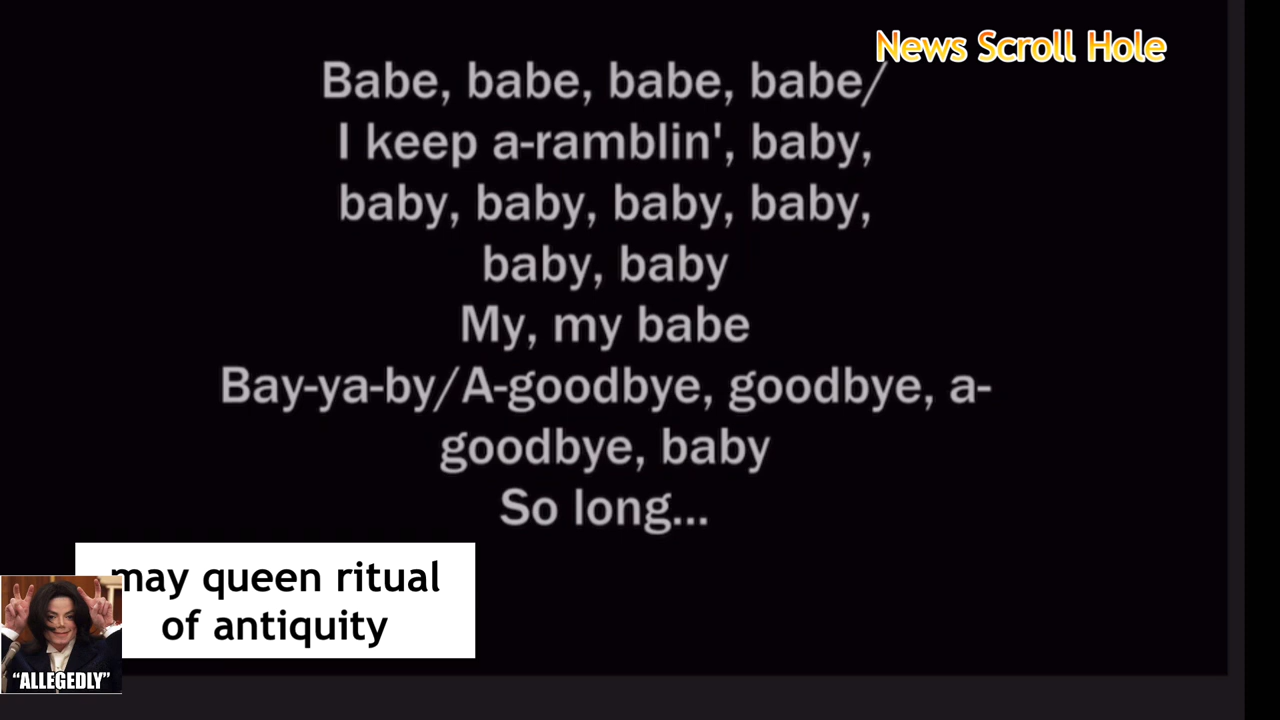 News Scroll Hole
Babe, babe, babe, babe/
I keep a-ramblin', baby,
baby, baby, baby, baby,
baby, baby
My, my babe
Bay-ya-by/A-goodbye, goodbye, a-
goodbye, baby
So long...
may queen ritual
of antiquity
“ALLEGEDLY”